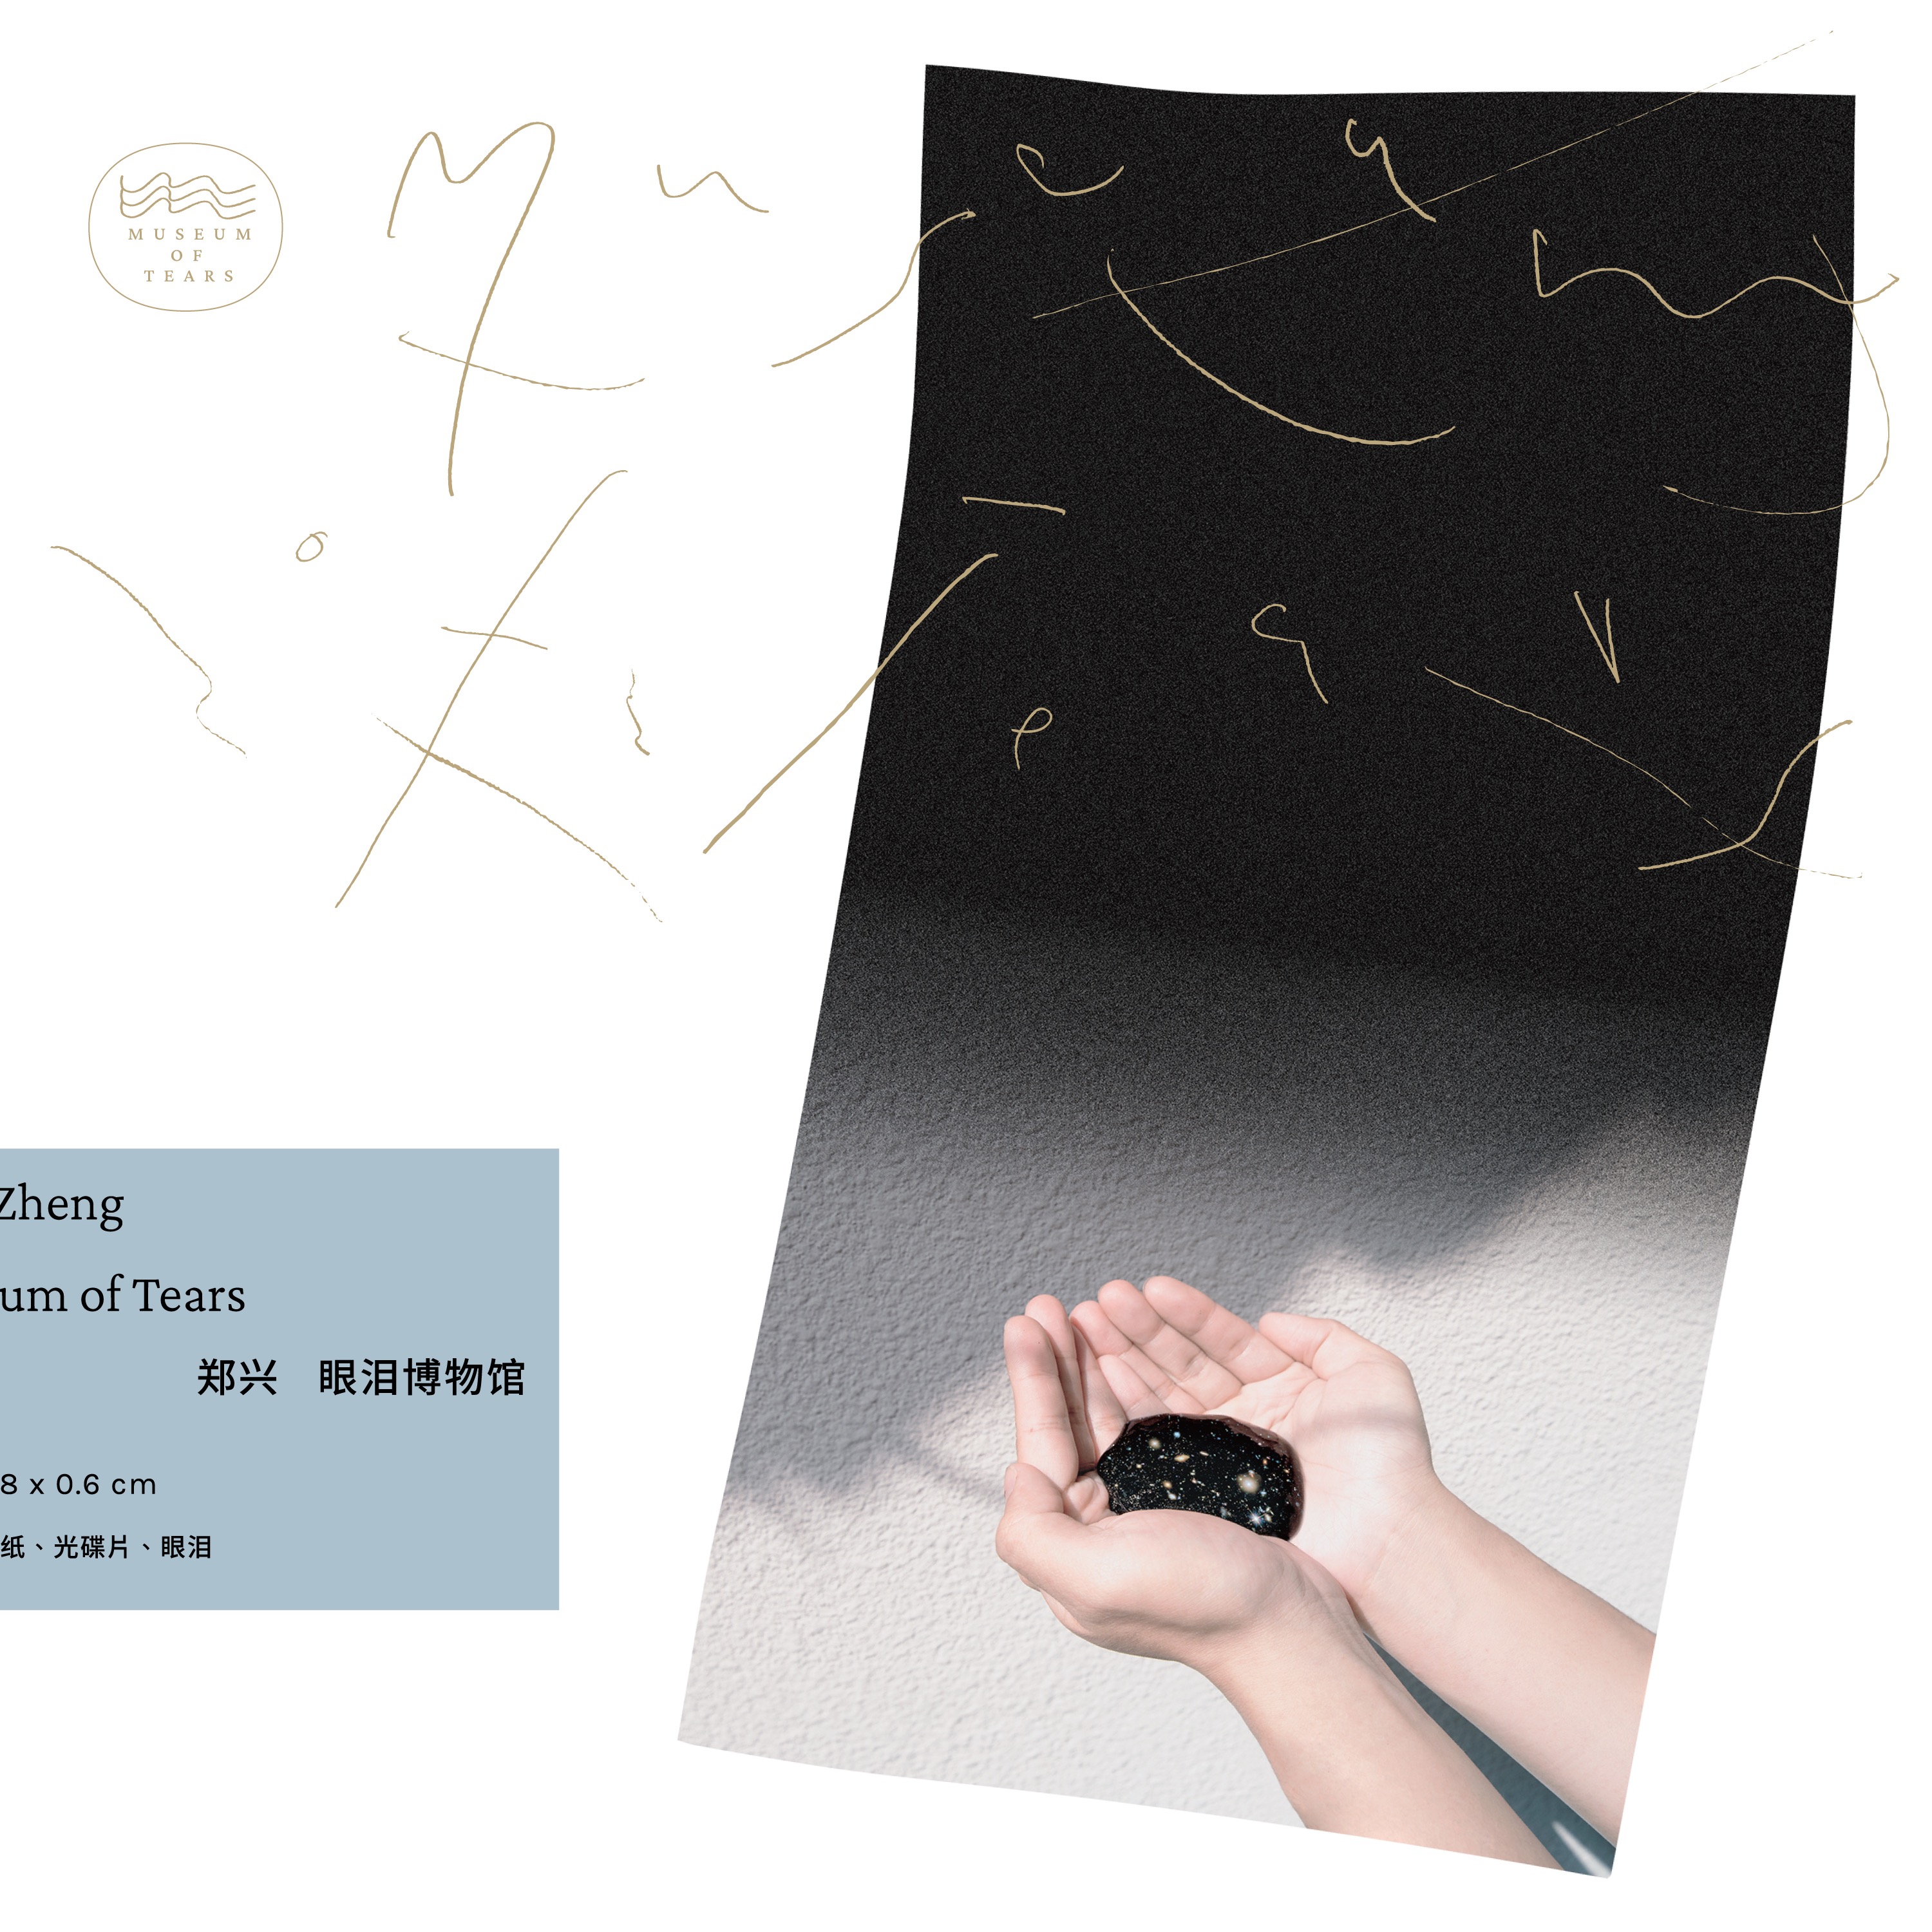 MUSEUM
OF
TEARS
Zheng
um of Tears
郑兴 眼泪博物馆
8 x 0.6 cm
纸、光碟片、眼泪